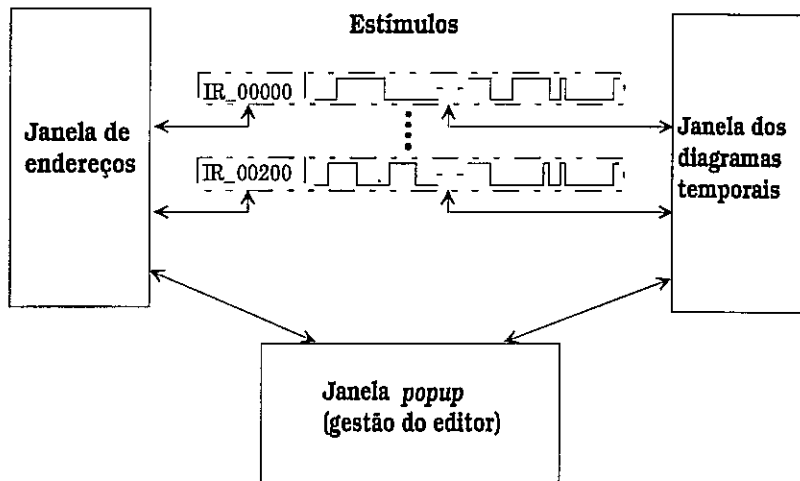 Estímulos
IR_00000
Janela de
endereços
IR_00200
Janela dos
diagramas
temporais
Janela popup
(gestão do editor)